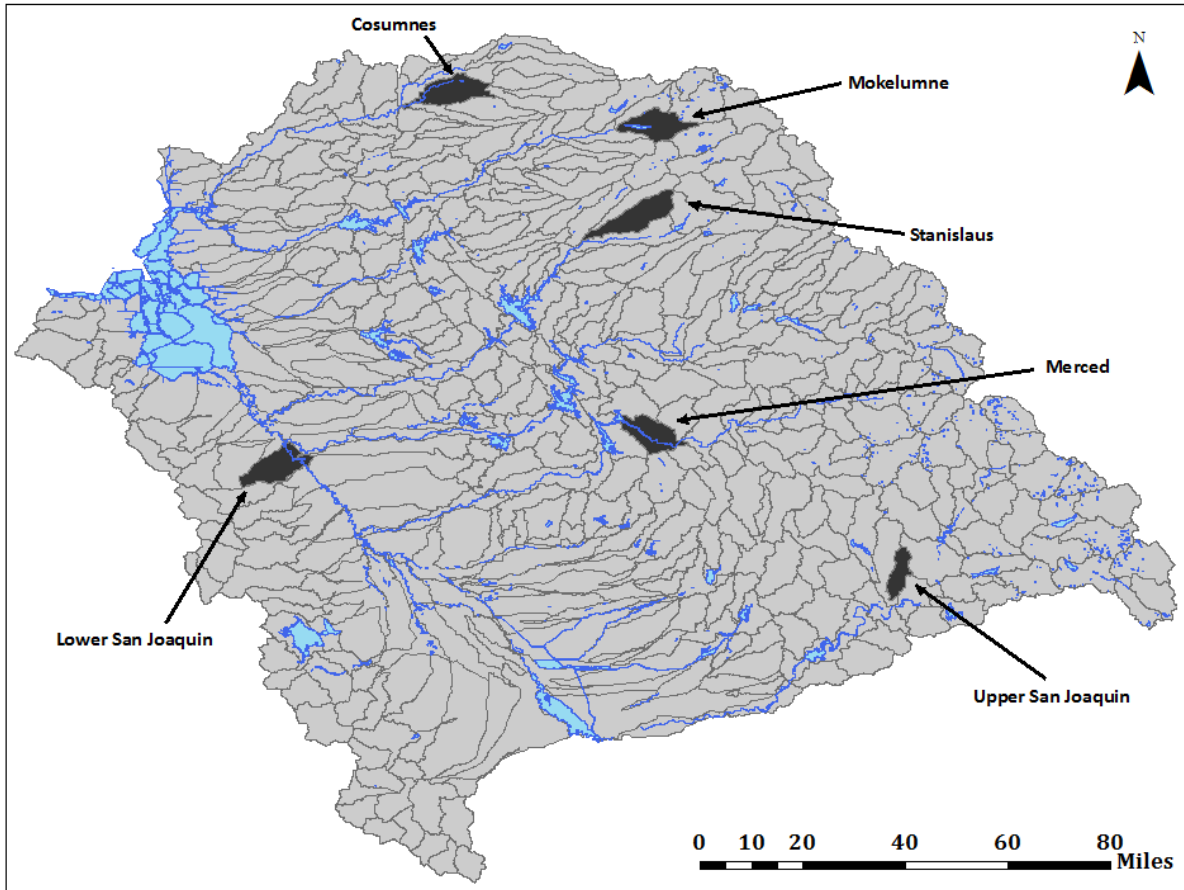 Cosumnes
N
Mokelumne
Stanislaus
Merced
Lower San Joaquin
Upper San Joaquin
0 10 20 40 60 80
Miles